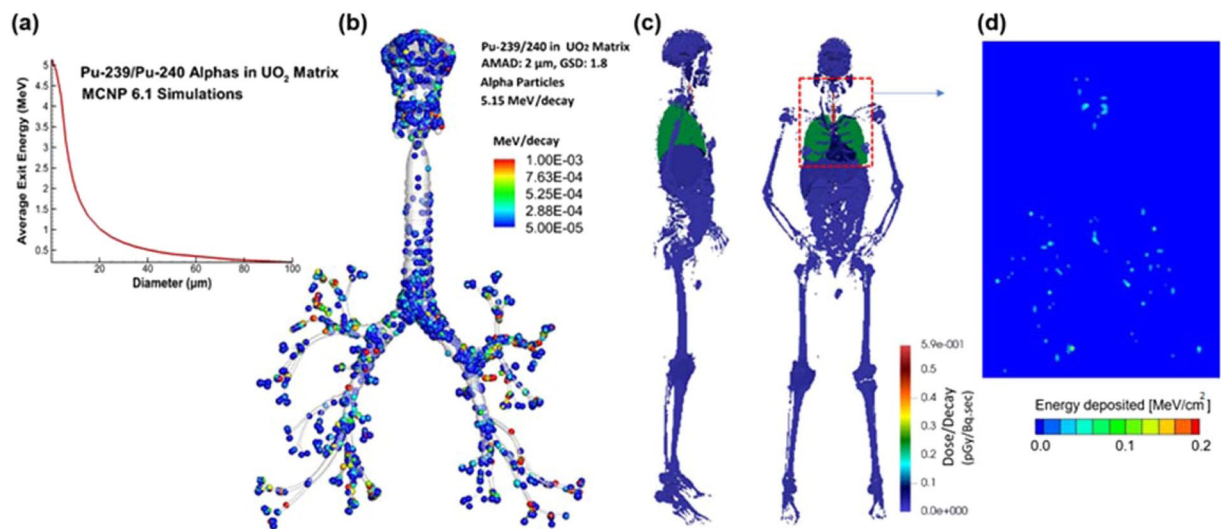 (a)
Pu-239/Pu-240 Alphas in UO₂ Matrix
MCNP 6.1 Simulations
Average Exit Energy (MeV)
5
4.5
4
3.5
3
2.5
2
1.5
1
0.5
20
40
60
80
100
Diameter (µm)
(b)
Pu-239/240 in UO₂ Matrix
AMAD: 2 µm, GSD: 1.8
Alpha Particles
5.15 MeV/decay
MeV/decay
1.00E-03
7.63E-04
5.25E-04
2.88E-04
5.00E-05
(c)
Dose/Decay
(pGy/Bq.sec)
5.9e-001
0.5
0.4
0.3
0.2
0.1
0.0e+000
(d)
Energy deposited [MeV/cm²]
0.0
0.1
0.2